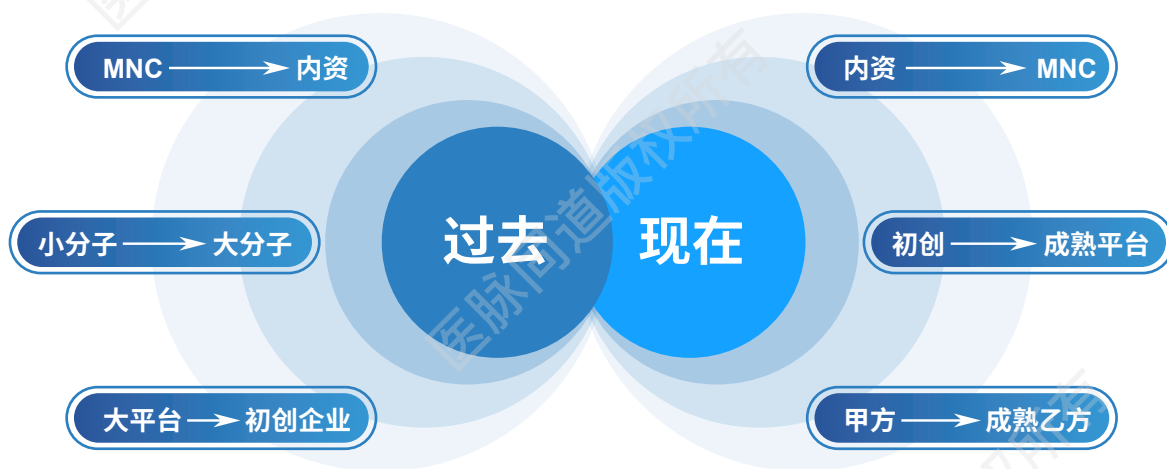 MNC → 内资
内资 → MNC
过去
现在
小分子 → 大分子
初创 → 成熟平台
大平台 → 初创企业
甲方 → 成熟乙方
医脉同道版权所有